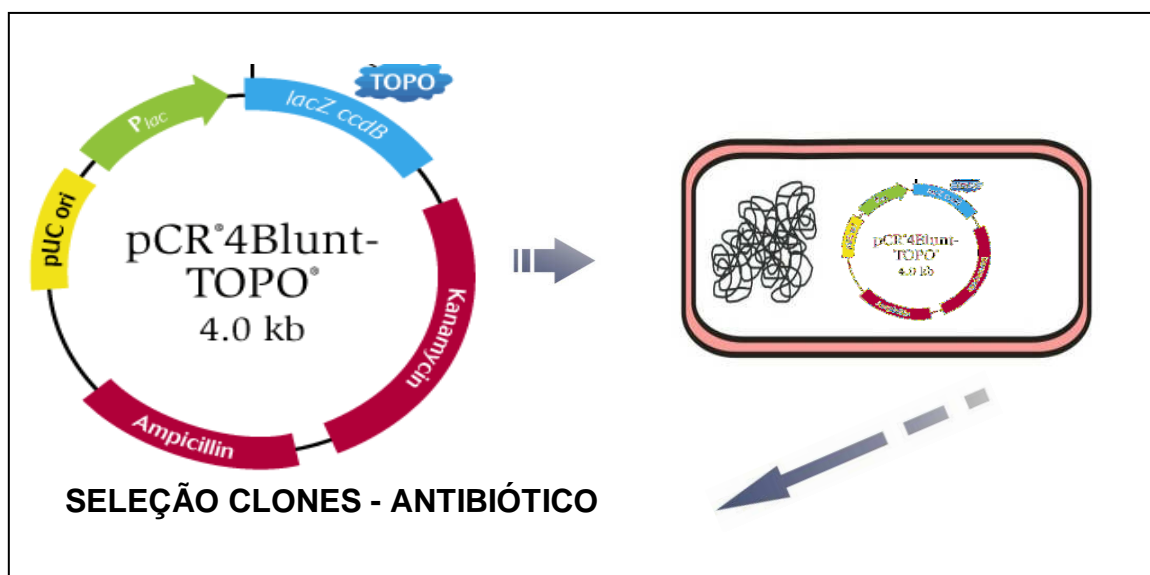 TOPO
lacZ ccdB
Plac
pUC ori
pCR®4Blunt-
TOPO®
4.0 kb
Kanamycin
Ampicillin
pCR®4Blunt-
TOPO®
4.0 kb
SELEÇÃO CLONES - ANTIBIÓTICO